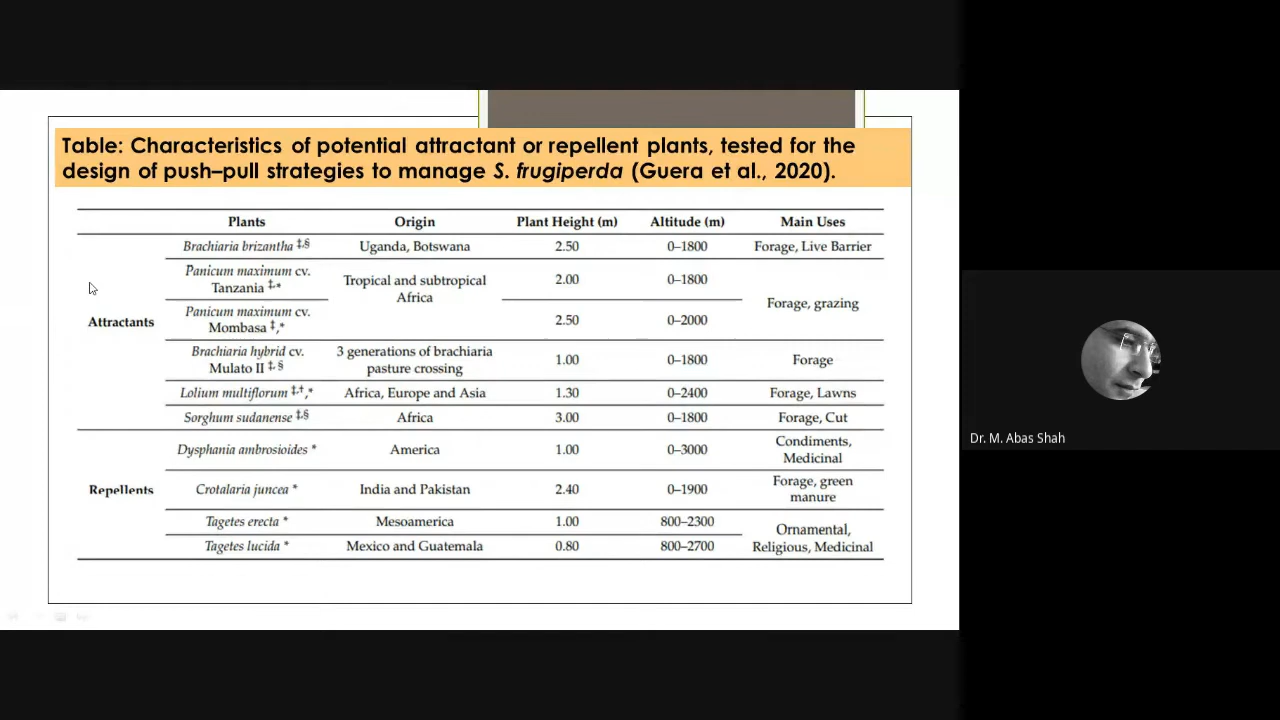 Table: Characteristics of potential attractant or repellent plants, tested for the
design of push–pull strategies to manage S. frugiperda (Guera et al., 2020).
Plants Origin Plant Height (m) Altitude (m) Main Uses
Attractants
Brachiaria brizantha ‡,§ Uganda, Botswana 2.50 0–1800 Forage, Live Barrier
Panicum maximum cv.
Tanzania ‡,* Tropical and subtropical
Africa 2.00 0–1800 Forage, grazing
Panicum maximum cv.
Mombasa ‡,* 2.50 0–2000
Brachiaria hybrid cv.
Mulato II ‡,§ 3 generations of brachiaria
pasture crossing 1.00 0–1800 Forage
Lolium multiflorum ‡,†,* Africa, Europe and Asia 1.30 0–2400 Forage, Lawns
Sorghum sudanense ‡,§ Africa 3.00 0–1800 Forage, Cut
Repellents
Dysphania ambrosioides * America 1.00 0–3000 Condiments,
Medicinal
Crotalaria juncea * India and Pakistan 2.40 0–1900 Forage, green
manure
Tagetes erecta * Mesoamerica 1.00 800–2300 Ornamental,
Religious, Medicinal
Tagetes lucida * Mexico and Guatemala 0.80 800–2700
Dr. M. Abas Shah